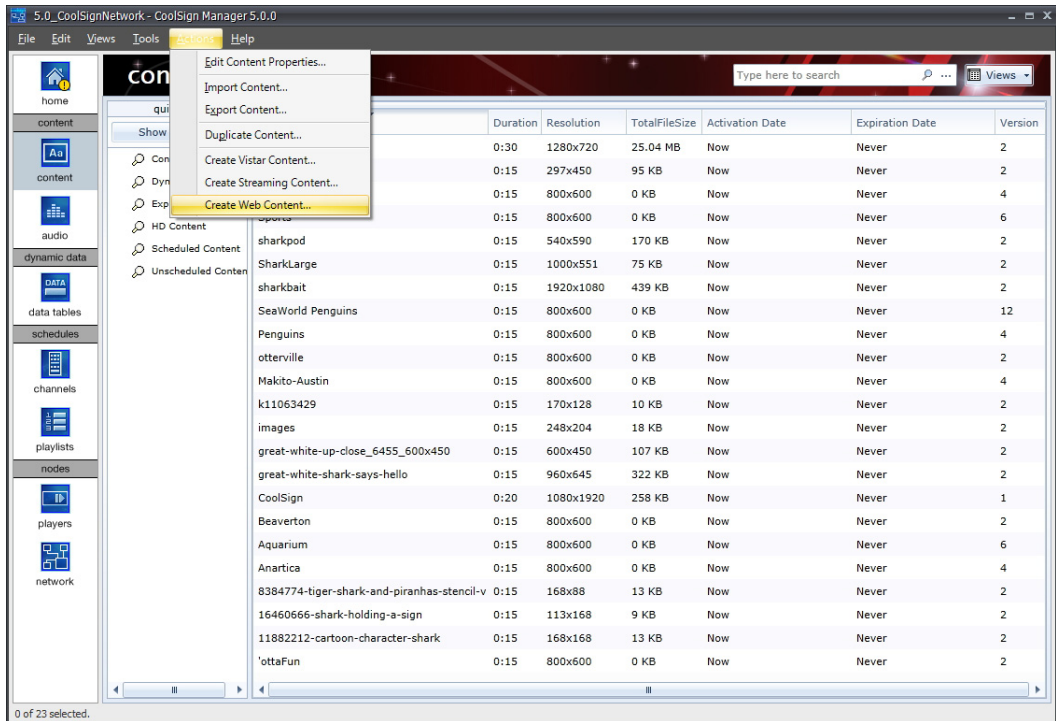 5.0_CoolSignNetwork - CoolSign Manager 5.0.0
File Edit Views Tools Actions Help
Edit Content Properties...
Import Content...
Export Content...
Duplicate Content...
Create Vistar Content...
Create Streaming Content...
Create Web Content...
con
Type here to search ... Views
home
content
content
audio
dynamic data
DATA
data tables
schedules
channels
playlists
nodes
players
network
qui
Show
Con
Dyn
Exp
HD Content
Scheduled Content
Unscheduled Conten
Duration Resolution TotalFileSize Activation Date Expiration Date Version
0:30 1280x720 25.04 MB Now Never 2
0:15 297x450 95 KB Now Never 2
0:15 800x600 0 KB Now Never 4
Sports 0:15 800x600 0 KB Now Never 6
sharkpod 0:15 540x590 170 KB Now Never 2
SharkLarge 0:15 1000x551 75 KB Now Never 2
sharkbait 0:15 1920x1080 439 KB Now Never 2
SeaWorld Penguins 0:15 800x600 0 KB Now Never 12
Penguins 0:15 800x600 0 KB Now Never 4
otterville 0:15 800x600 0 KB Now Never 2
Makito-Austin 0:15 800x600 0 KB Now Never 4
k11063429 0:15 170x128 10 KB Now Never 2
images 0:15 248x204 18 KB Now Never 2
great-white-up-close_6455_600x450 0:15 600x450 107 KB Now Never 2
great-white-shark-says-hello 0:15 960x645 322 KB Now Never 2
CoolSign 0:20 1080x1920 258 KB Now Never 1
Beaverton 0:15 800x600 0 KB Now Never 2
Aquarium 0:15 800x600 0 KB Now Never 6
Anartica 0:15 800x600 0 KB Now Never 4
8384774-tiger-shark-and-piranhas-stencil-v 0:15 168x88 13 KB Now Never 2
16460666-shark-holding-a-sign 0:15 113x168 9 KB Now Never 2
11882212-cartoon-character-shark 0:15 168x168 13 KB Now Never 2
'ottaFun 0:15 800x600 0 KB Now Never 2
0 of 23 selected.